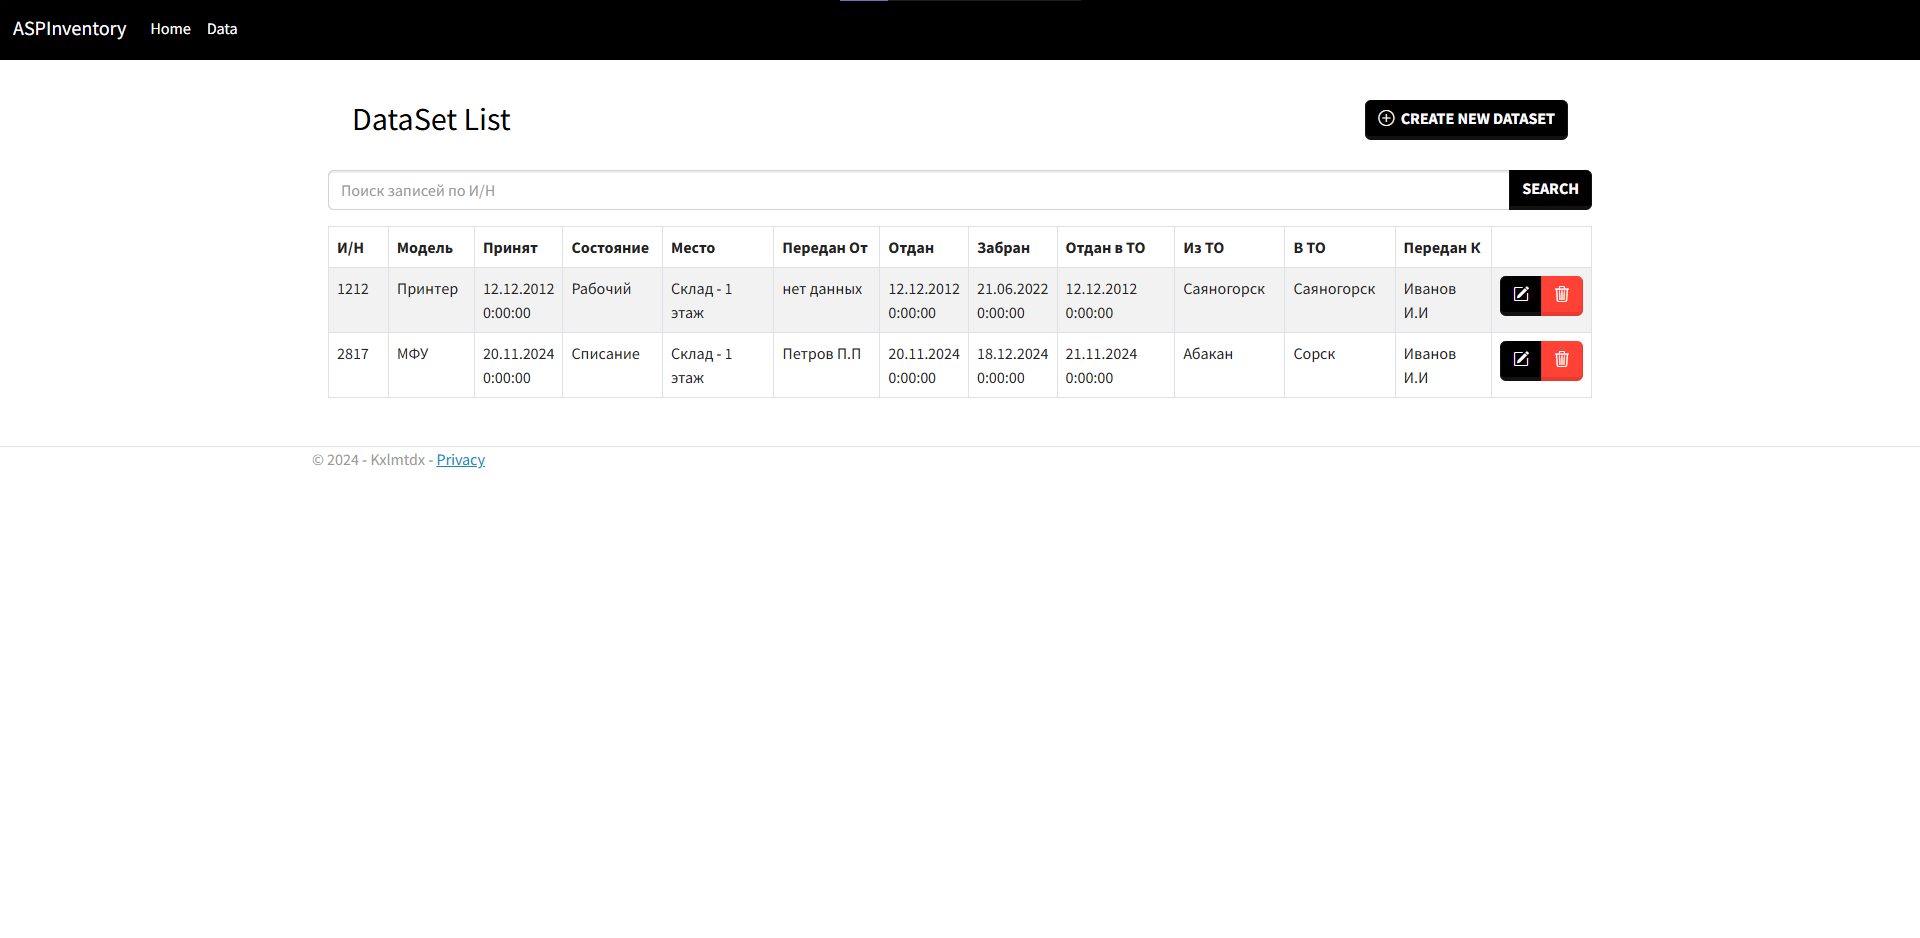 ASPInventory Home Data
DataSet List
CREATE NEW DATASET
Поиск записей по И/Н SEARCH
И/Н Модель Принят Состояние Место Передан От Отдан Забран Отдан в ТО Из ТО В ТО Передан К
1212 Принтер 12.12.2012 Рабочий Склад - 1 нет данных 12.12.2012 21.06.2022 12.12.2012 Саяногорск Саяногорск Иванов
0:00:00 этаж 0:00:00 0:00:00 0:00:00 И.И
2817 МФУ 20.11.2024 Списание Склад - 1 Петров П.П 20.11.2024 18.12.2024 21.11.2024 Абакан Сорск Иванов
0:00:00 этаж 0:00:00 0:00:00 0:00:00 И.И
© 2024 - Kxlmtdx - Privacy